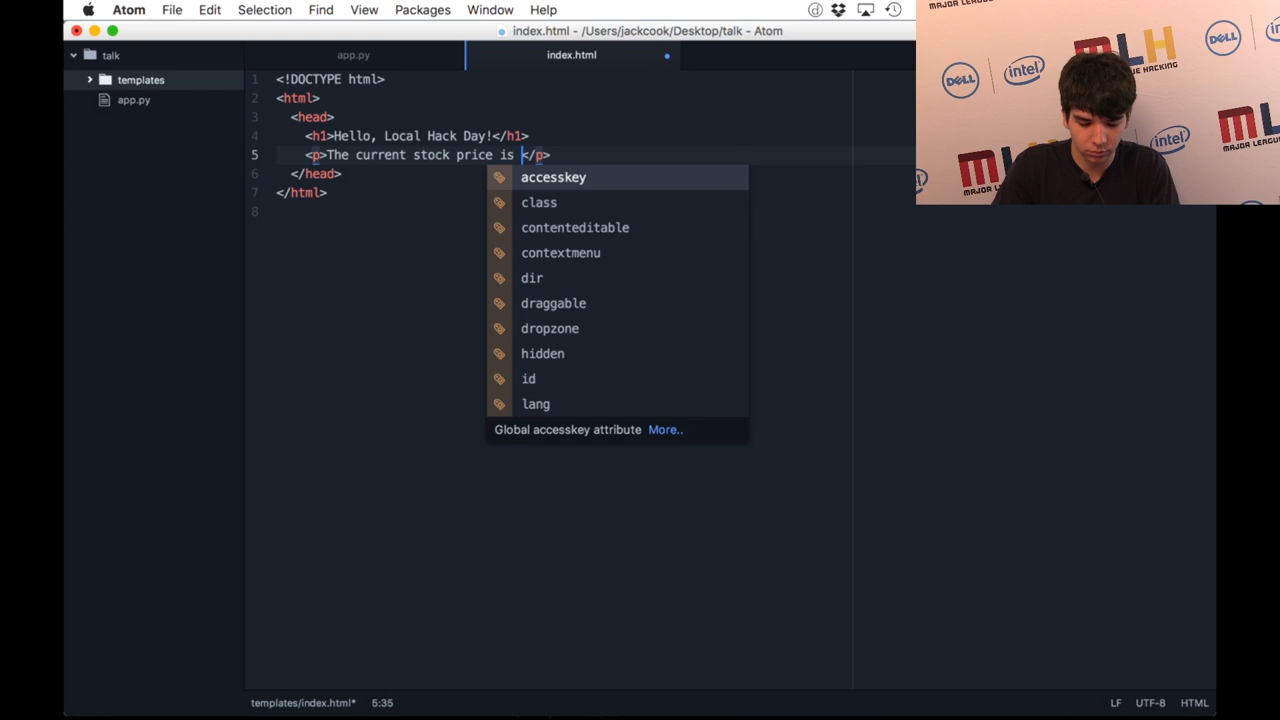 Atom File Edit Selection Find View Packages Window Help
index.html - /Users/jackcook/Desktop/talk - Atom
talk
templates
app.py
app.py
index.html
1 <!DOCTYPE html>
2 <html>
3 <head>
4 <h1>Hello, Local Hack Day!</h1>
5 <p>The current stock price is </p>
6 </head>
7 </html>
8
accesskey
class
contenteditable
contextmenu
dir
draggable
dropzone
hidden
id
lang
Global accesskey attribute More..
templates/index.html* 5:35
LF UTF-8 HTML
DELL
intel
MLH
DELL
intel